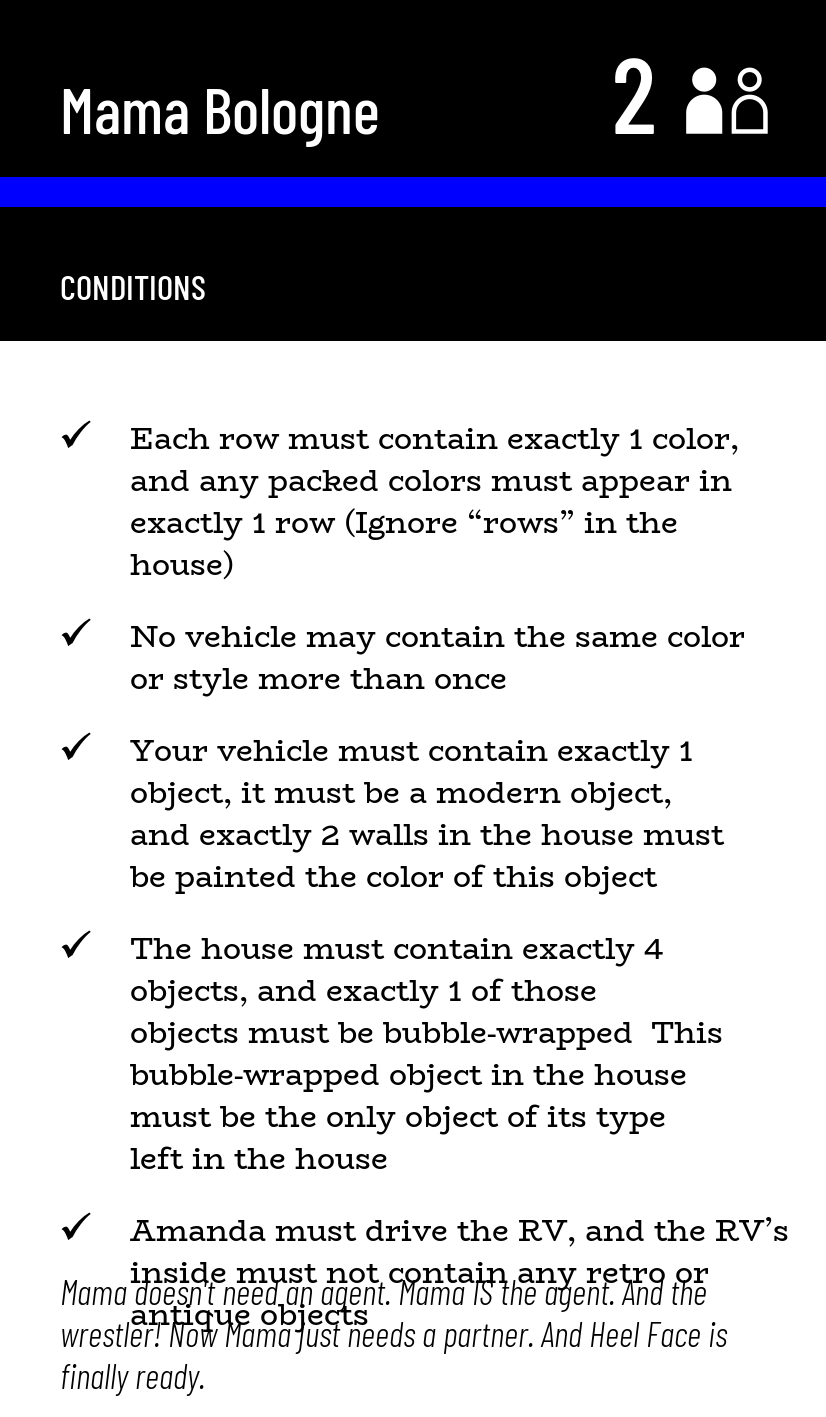 Mama Bologne 2
CONDITIONS
✓ Each row must contain exactly 1 color,
and any packed colors must appear in
exactly 1 row (Ignore “rows” in the
house)
✓ No vehicle may contain the same color
or style more than once
✓ Your vehicle must contain exactly 1
object, it must be a modern object,
and exactly 2 walls in the house must
be painted the color of this object
✓ The house must contain exactly 4
objects, and exactly 1 of those
objects must be bubble-wrapped  This
bubble-wrapped object in the house
must be the only object of its type
left in the house
✓ Amanda must drive the RV, and the RV’s
inside must not contain any retro or
antique objects
Mama doesn't need an agent. Mama IS the agent. And the
wrestler! Now Mama just needs a partner. And Heel Face is
finally ready.